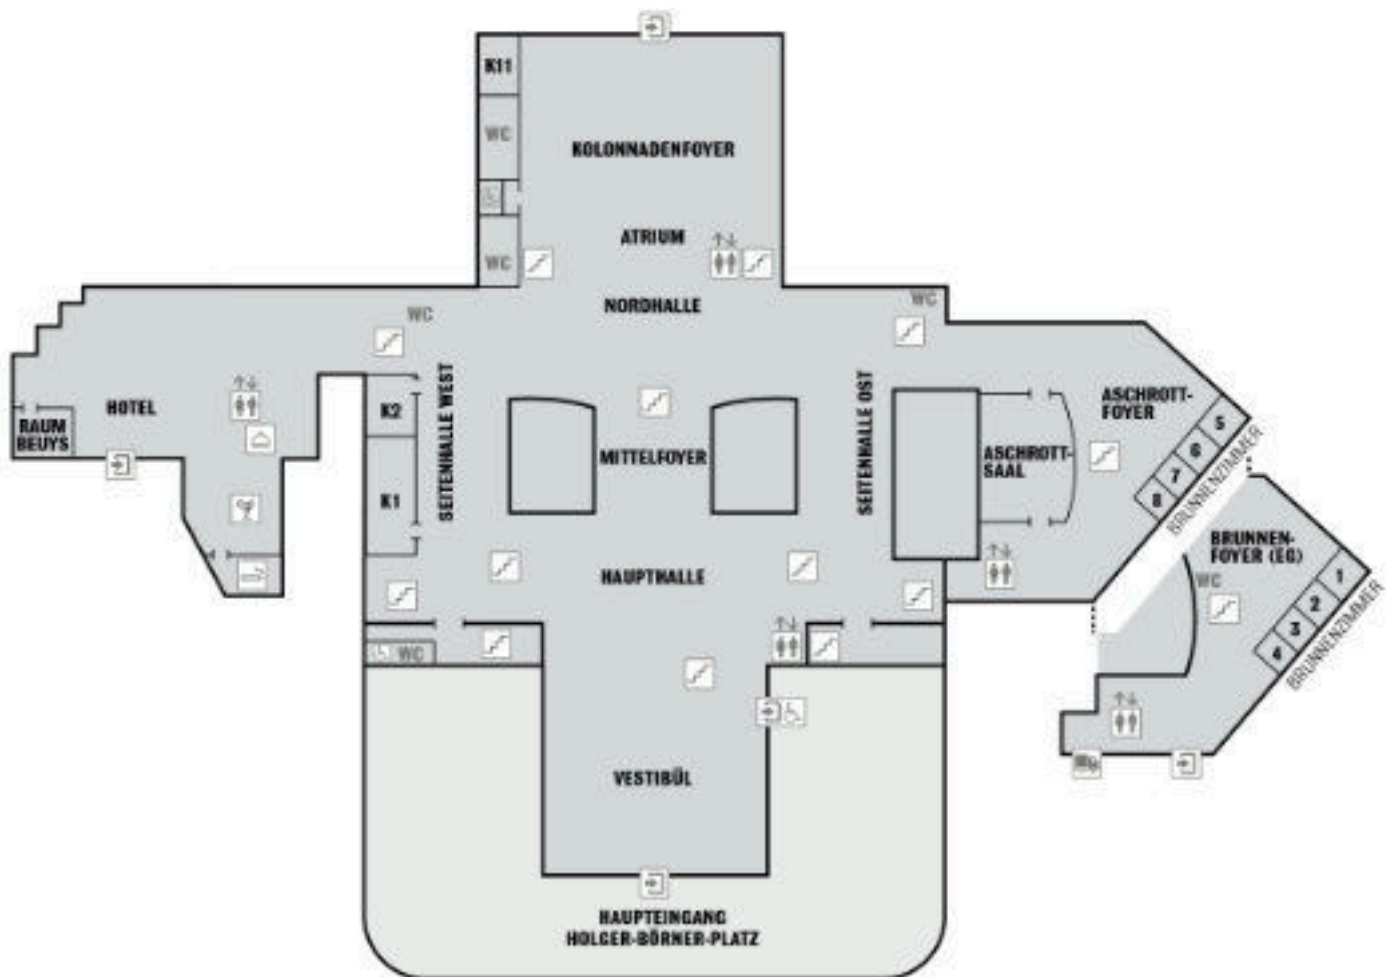 K11
WC
KOLONNADENFOYER
ATRIUM
WC
NORDHALLE
WC
WC
SEITENHALLE WEST
SEITENHALLE OST
HOTEL
RAUM
BEUYS
K2
K1
MITTELFOYER
ASCHROTT-
SAAL
ASCHROTT-
FOYER
5
6
7
8
BRUNNENZIMMER
BRUNNEN-
FOYER (EG)
WC
1
2
3
4
BRUNNENZIMMER
HAUPTHALLE
WC
VESTIBÜL
HAUPTEINGANG
HOLGER-BÖRNER-PLATZ